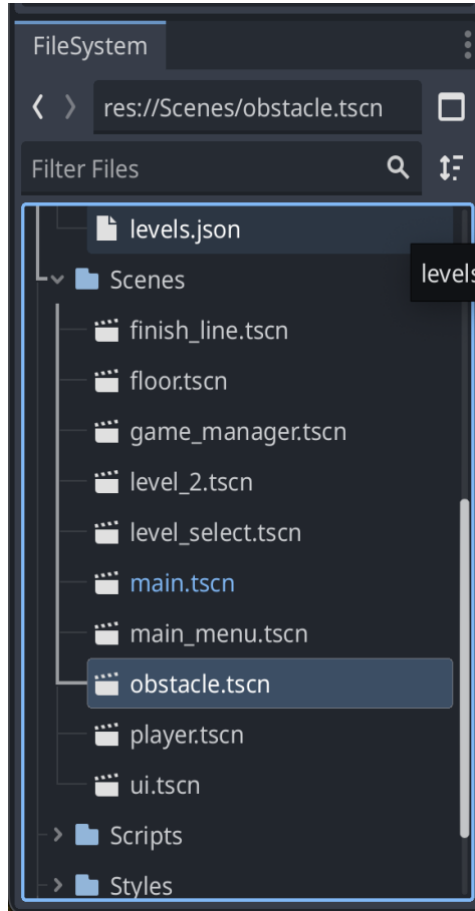 FileSystem
res://Scenes/obstacle.tscn
Filter Files
levels.json
levels
Scenes
finish_line.tscn
floor.tscn
game_manager.tscn
level_2.tscn
level_select.tscn
main.tscn
main_menu.tscn
obstacle.tscn
player.tscn
ui.tscn
Scripts
Styles